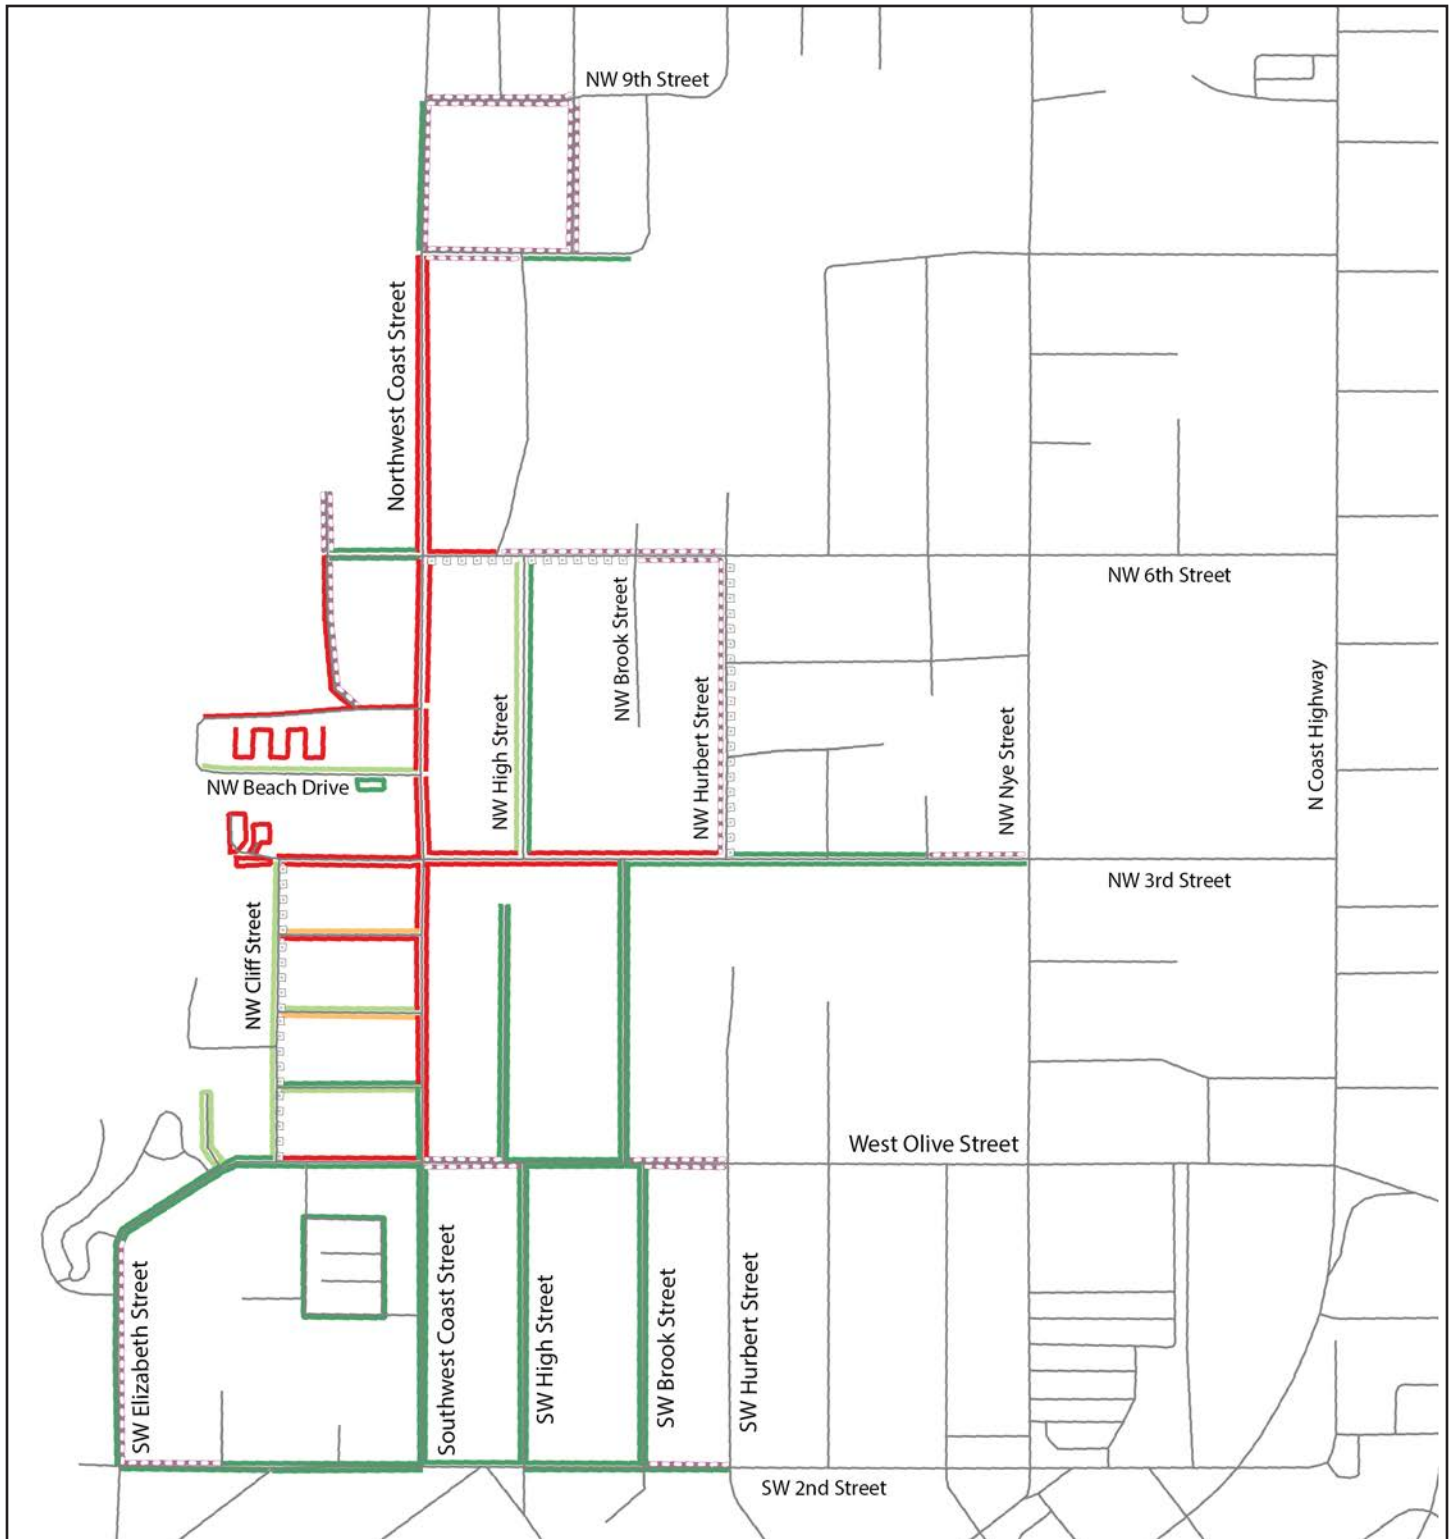 NW 9th Street
Northwest Coast Street
NW 6th Street
NW Brook Street
NW Hurbert Street
NW High Street
NW Nye Street
N Coast Highway
NW Beach Drive
NW 3rd Street
NW Cliff Street
West Olive Street
SW Elizabeth Street
Southwest Coast Street
SW High Street
SW Brook Street
SW Hurbert Street
SW 2nd Street